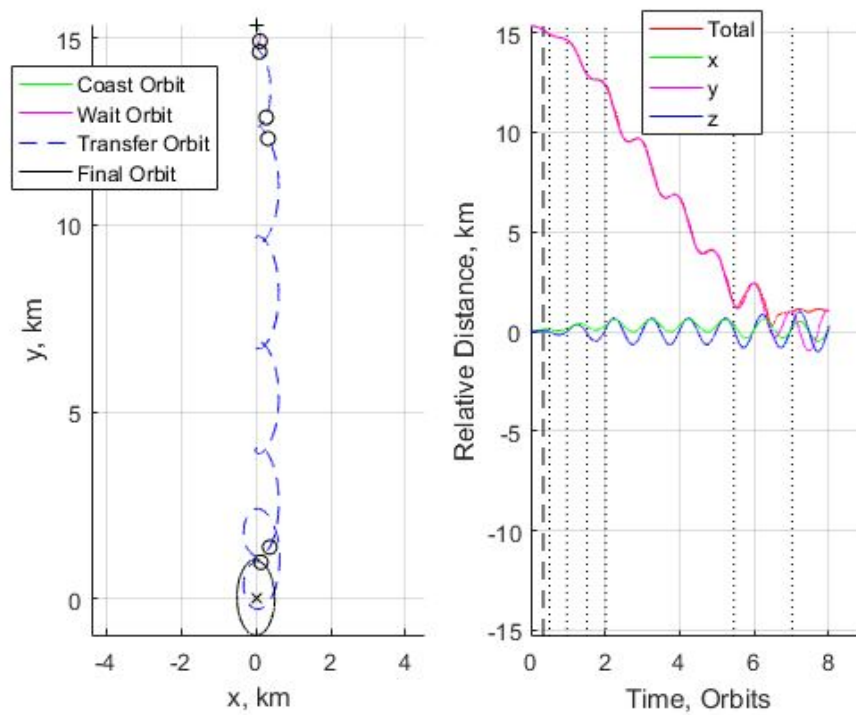 15
10
5
0
y, km
-4
-2
0
2
4
x, km
Coast Orbit
Wait Orbit
Transfer Orbit
Final Orbit
15
10
5
0
-5
-10
-15
Relative Distance, km
0
2
4
6
8
Time, Orbits
Total
x
y
z